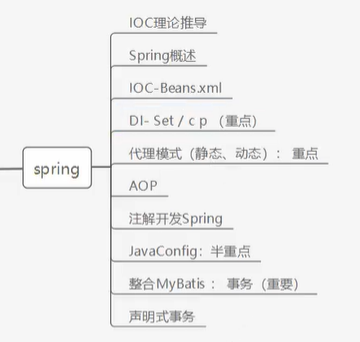 IOC理论推导
Spring概述
IOC-Beans.xml
DI- Set / c p （重点）
spring
代理模式（静态、动态）： 重点
AOP
注解开发Spring
JavaConfig：半重点
整合MyBatis ：事务（重要）
声明式事务